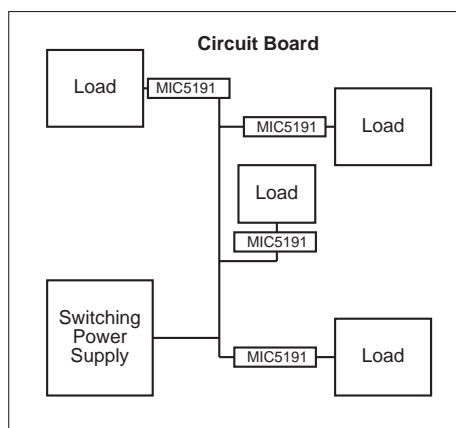 Circuit Board
Load
MIC5191
MIC5191
Load
Load
MIC5191
Switching
Power
Supply
MIC5191
Load